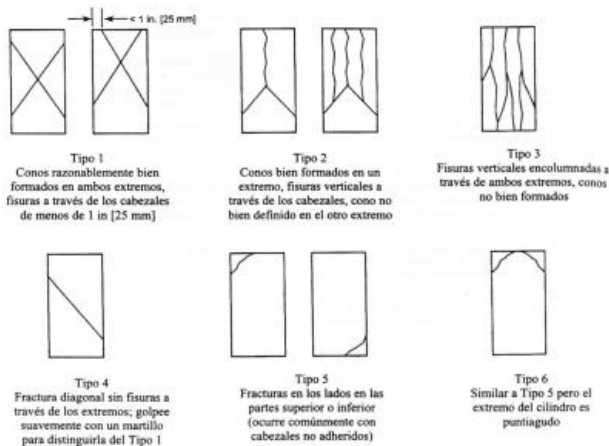 < 1 in. [25 mm]
Tipo 1
Conos razonablemente bien
formados en ambos extremos,
fisuras a través de los cabezales
de menos de 1 in [25 mm]
Tipo 2
Conos bien formados en un
extremo, fisuras verticales a
través de los cabezales, cono no
bien definido en el otro extremo
Tipo 3
Fisuras verticales encolumnadas a
través de ambos extremos, conos
no bien formados
Tipo 4
Fractura diagonal sin fisuras a
través de los extremos; golpee
suavemente con un martillo
para distinguirla del Tipo 1
Tipo 5
Fracturas en los lados en las
partes superior o inferior
(ocurre comúnmente con
cabezales no adheridos)
Tipo 6
Similar a Tipo 5 pero el
extremo del cilindro es
puntiagudo